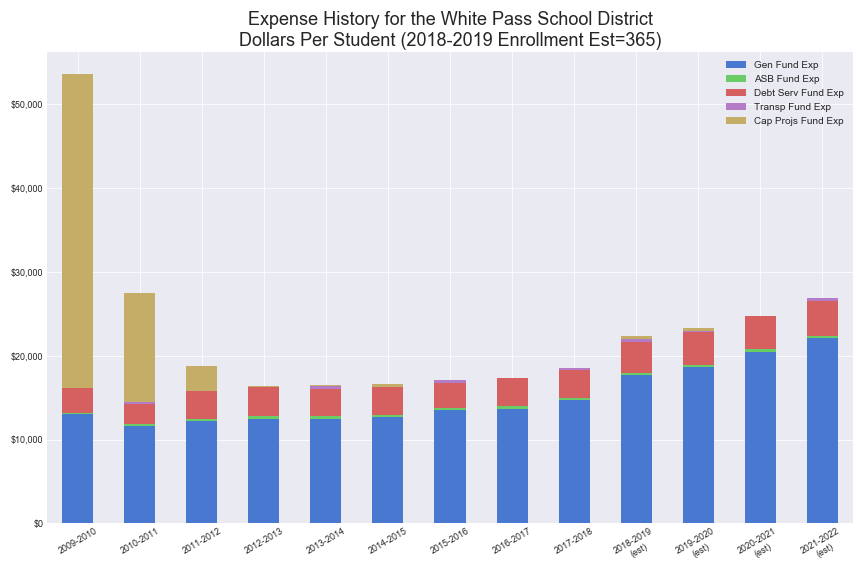 Expense History for the White Pass School District
Dollars Per Student (2018-2019 Enrollment Est=365)
Gen Fund Exp
ASB Fund Exp
Debt Serv Fund Exp
Transp Fund Exp
Cap Projs Fund Exp
$50,000
$40,000
$30,000
$20,000
$10,000
$0
2009-2010
2010-2011
2011-2012
2012-2013
2013-2014
2014-2015
2015-2016
2016-2017
2017-2018
2018-2019
(est)
2019-2020
(est)
2020-2021
(est)
2021-2022
(est)